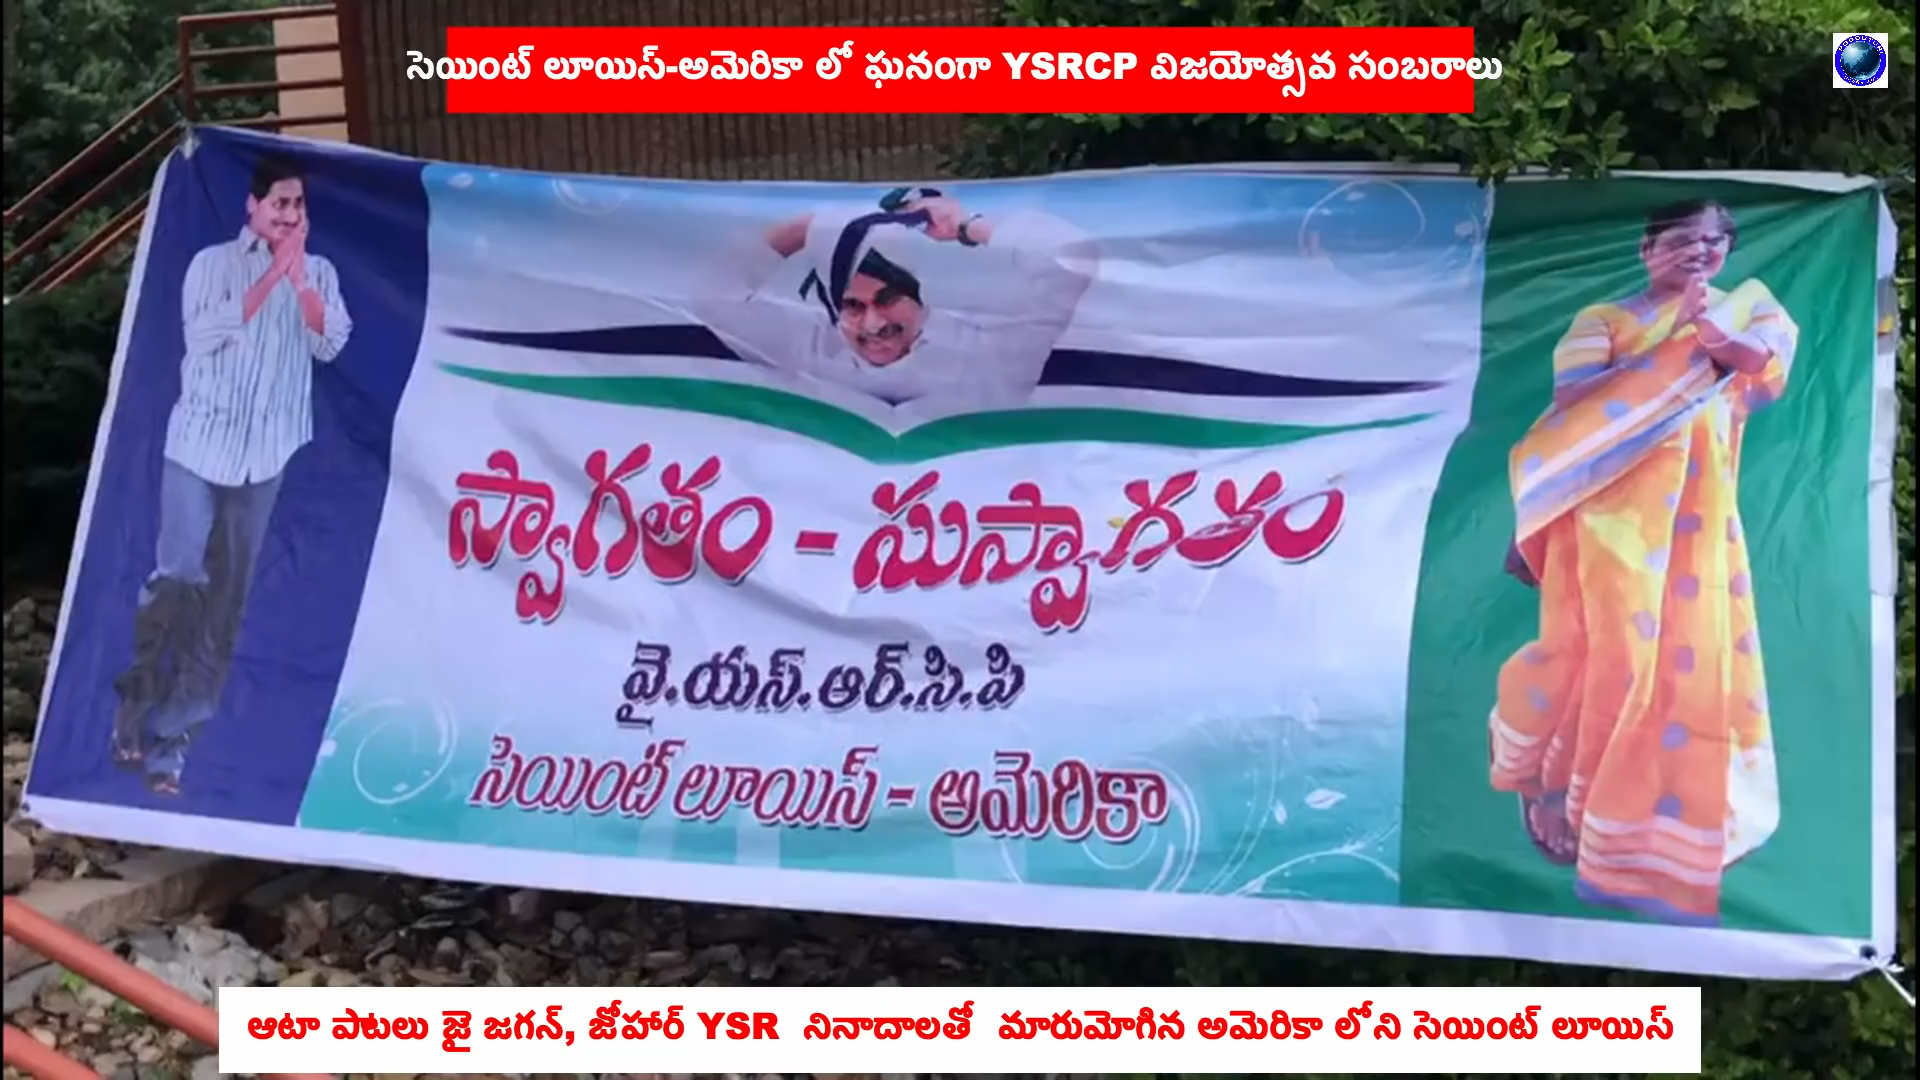 సెయింట్ లూయిస్-అమెరికా లో ఘనంగా YSRCP విజయోత్సవ సంబరాలు
స్వాగతం - సుస్వాగతం
వై.యస్.ఆర్.సి.పి
సెయింట్ లూయిస్ - అమెరికా
ఆటా పాటలు జై జగన్, జోహార్ YSR నినాదాలతో మారుమోగిన అమెరికా లోని సెయింట్ లూయిస్